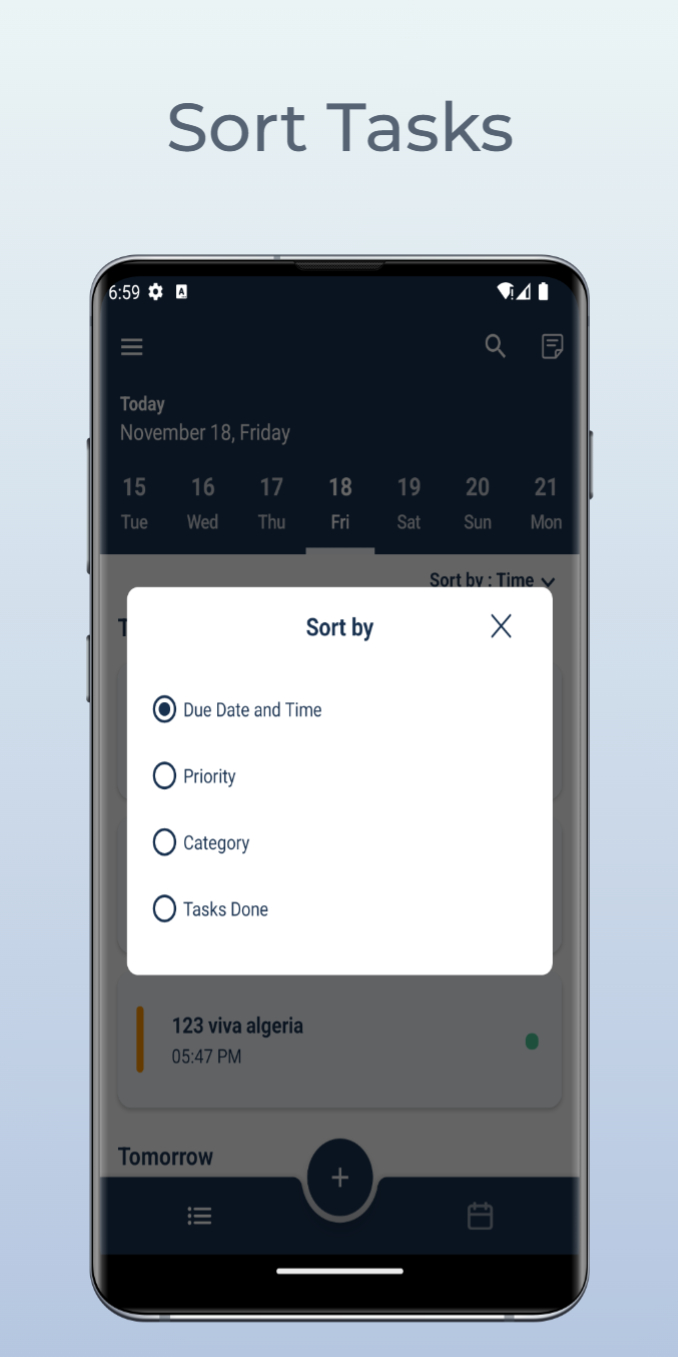 Sort Tasks
6:59
Today
November 18, Friday
15 16 17 18 19 20 21
Tue Wed Thu Fri Sat Sun Mon
Sort by : Time
T
Sort by
Due Date and Time
Priority
Category
Tasks Done
123 viva algeria
05:47 PM
Tomorrow